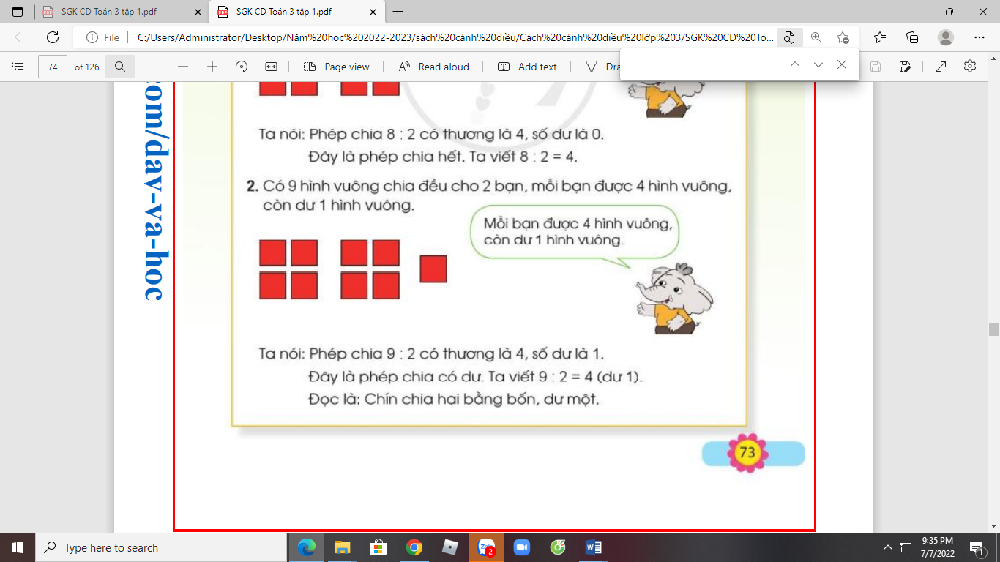 SGK CD Toán 3 tập 1.pdf
SGK CD Toán 3 tập 1.pdf
File
C:/Users/Administrator/Desktop/Năm%20học%202022-2023/sách%20cánh%20diều/Cách%20cánh%20diều%20lớp%203/SGK%20CD%20To...
74 of 126
Page view
Read aloud
Add text
Dra
com/day-va-hoc
Ta nói: Phép chia 8 : 2 có thương là 4, số dư là 0.
Đây là phép chia hết. Ta viết 8 : 2 = 4.
2. Có 9 hình vuông chia đều cho 2 bạn, mỗi bạn được 4 hình vuông,
còn dư 1 hình vuông.
Mỗi bạn được 4 hình vuông,
còn dư 1 hình vuông.
Ta nói: Phép chia 9 : 2 có thương là 4, số dư là 1.
Đây là phép chia có dư. Ta viết 9 : 2 = 4 (dư 1).
Đọc là: Chín chia hai bằng bốn, dư một.
73
Type here to search
2
9:35 PM
7/7/2022
1